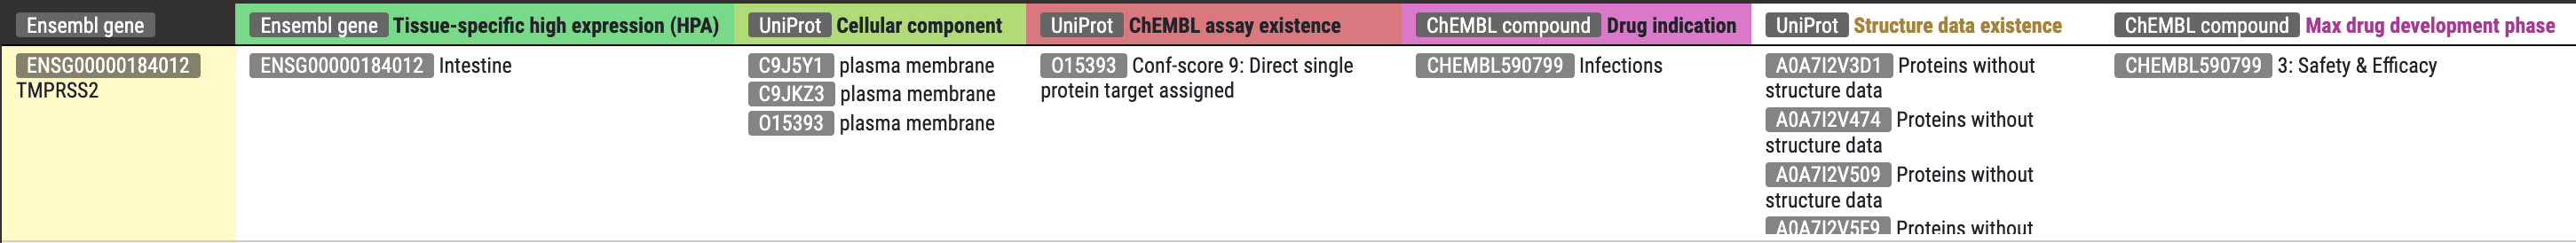 Ensembl gene
Ensembl gene Tissue-specific high expression (HPA)
UniProt Cellular component
UniProt ChEMBL assay existence
ChEMBL compound Drug indication
UniProt Structure data existence
ChEMBL compound Max drug development phase
ENSG00000184012
TMPRSS2
ENSG00000184012 Intestine
C9J5Y1 plasma membrane
C9JKZ3 plasma membrane
O15393 plasma membrane
O15393 Conf-score 9: Direct single
protein target assigned
CHEMBL590799 Infections
A0A7I2V3D1 Proteins without
structure data
A0A7I2V474 Proteins without
structure data
A0A7I2V509 Proteins without
structure data
A0A7I2V5F9 Proteins without
CHEMBL590799 3: Safety & Efficacy